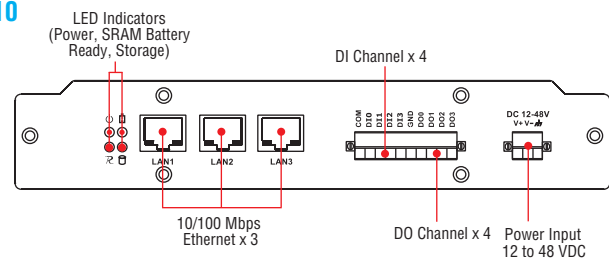 10
LED Indicators
(Power, SRAM Battery
Ready, Storage)
DI Channel x 4
COM
DI0
DI1
DI2
DI3
GND
DO0
DO1
DO2
DO3
DC 12-48V
V+ V-
R
LAN1
LAN2
LAN3
10/100 Mbps
Ethernet x 3
DO Channel x 4
Power Input
12 to 48 VDC